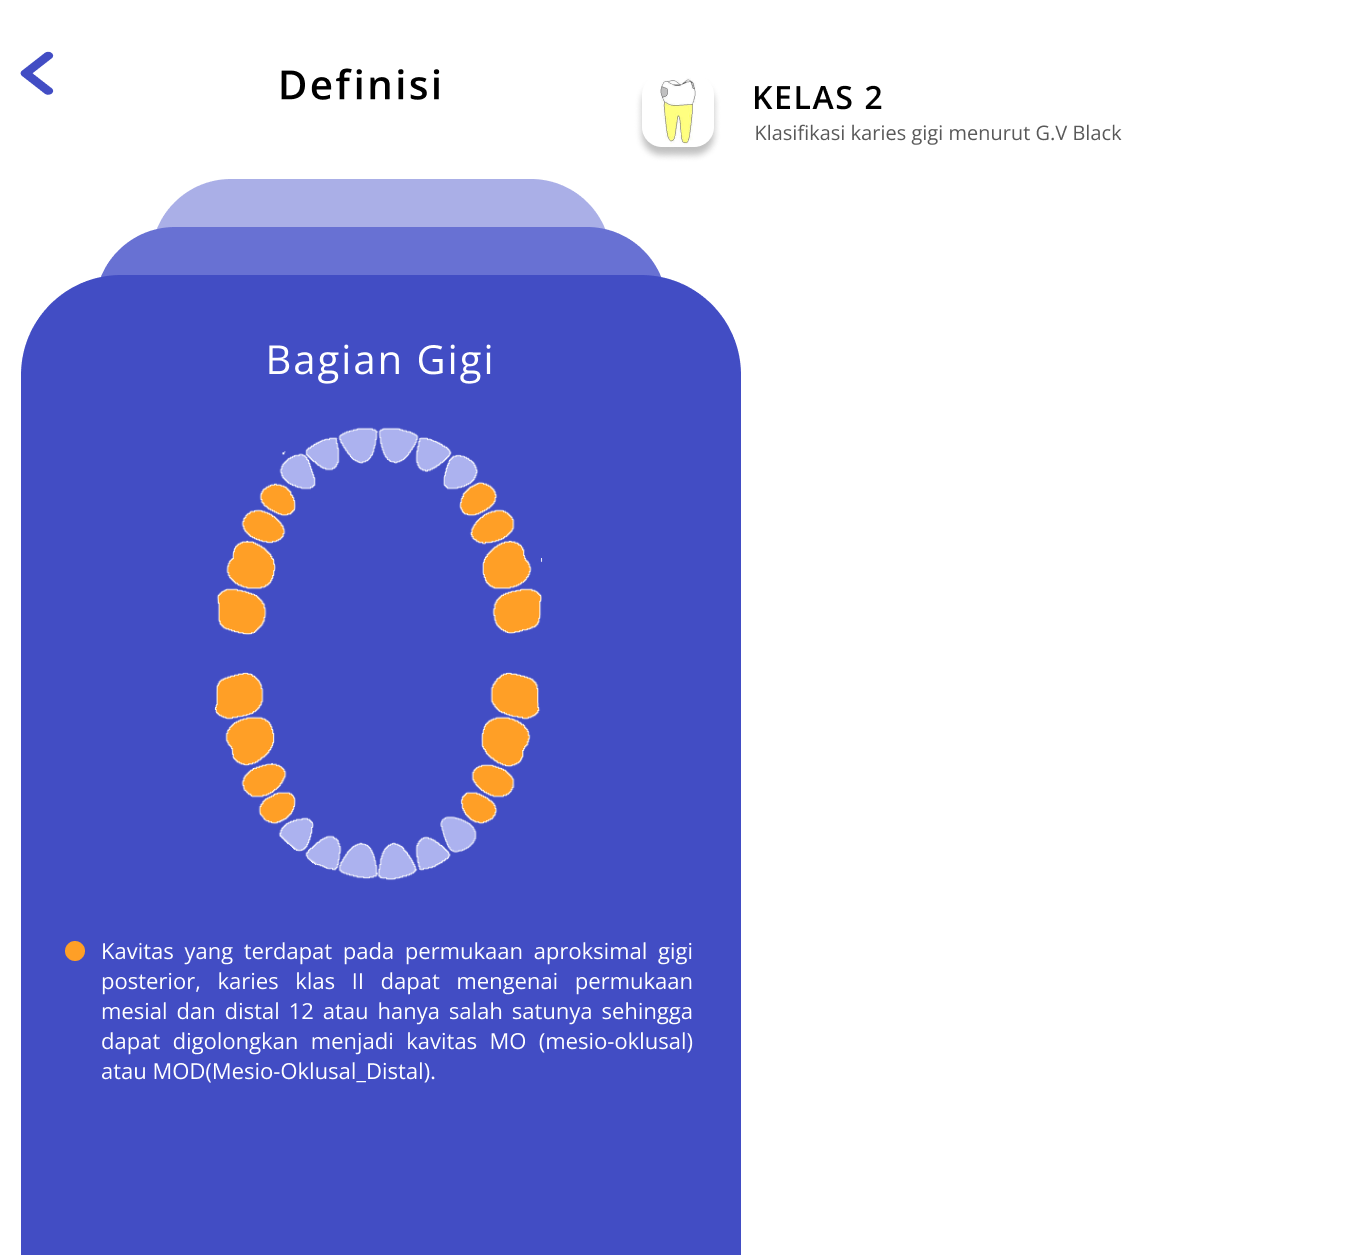 Definisi
KELAS 2
Klasifikasi karies gigi menurut G.V Black
Bagian Gigi
Kavitas yang terdapat pada permukaan aproksimal gigi
posterior, karies klas II dapat mengenai permukaan
mesial dan distal 12 atau hanya salah satunya sehingga
dapat digolongkan menjadi kavitas MO (mesio-oklusal)
atau MOD(Mesio-Oklusal_Distal).